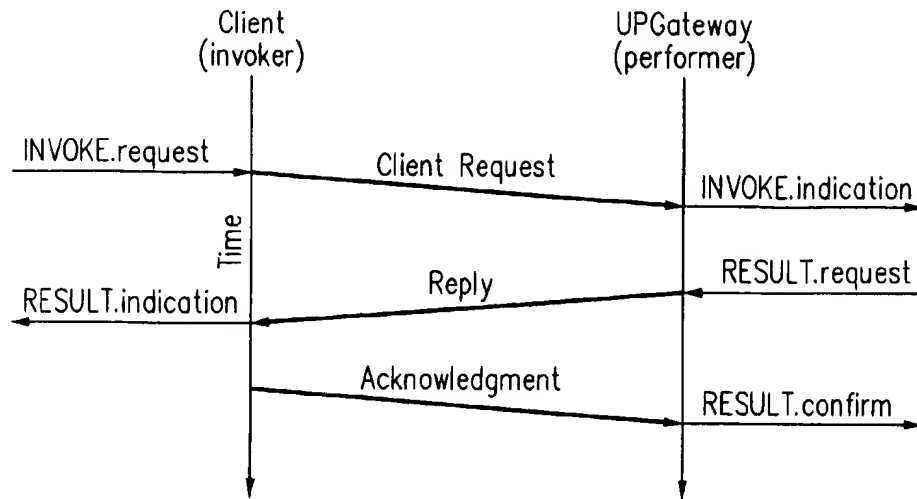 Client
(invoker)
UPGateway
(performer)
INVOKE.request
Client Request
INVOKE.indication
Time
RESULT.request
Reply
RESULT.indication
Acknowledgment
RESULT.confirm